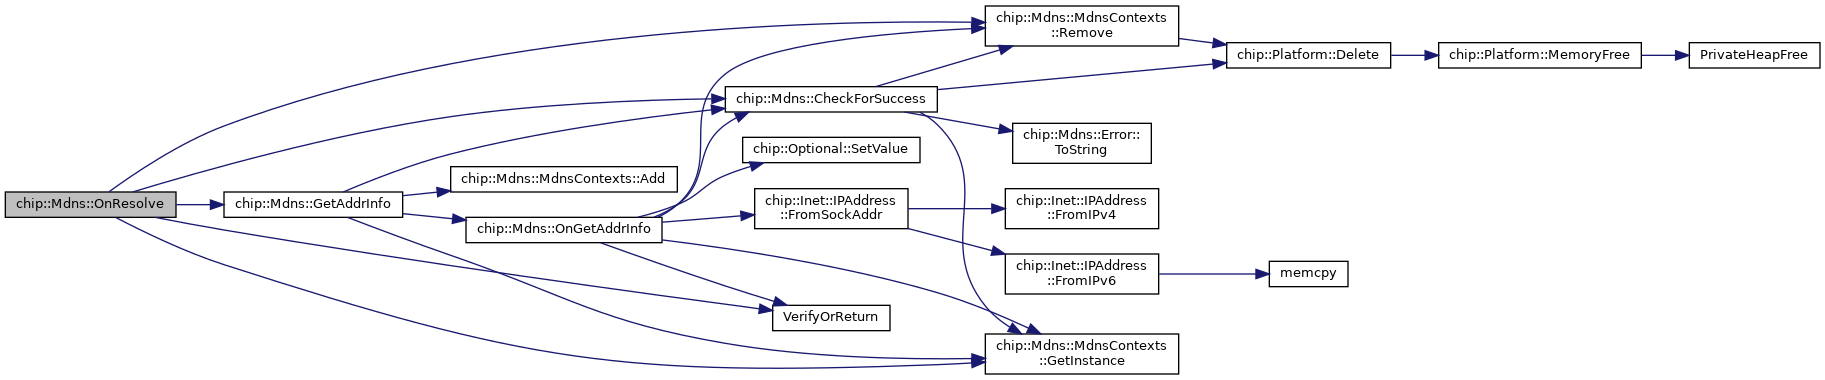 chip::Mdns::OnResolve
chip::Mdns::GetAddrInfo
chip::Mdns::MdnsContexts::Add
chip::Mdns::OnGetAddrInfo
chip::Mdns::CheckForSuccess
chip::Optional::SetValue
chip::Inet::IPAddress
::FromSockAddr
VerifyOrReturn
chip::Mdns::MdnsContexts
::Remove
chip::Mdns::Error::
ToString
chip::Inet::IPAddress
::FromIPv4
chip::Inet::IPAddress
::FromIPv6
chip::Mdns::MdnsContexts
::GetInstance
chip::Platform::Delete
memcpy
chip::Platform::MemoryFree
PrivateHeapFree